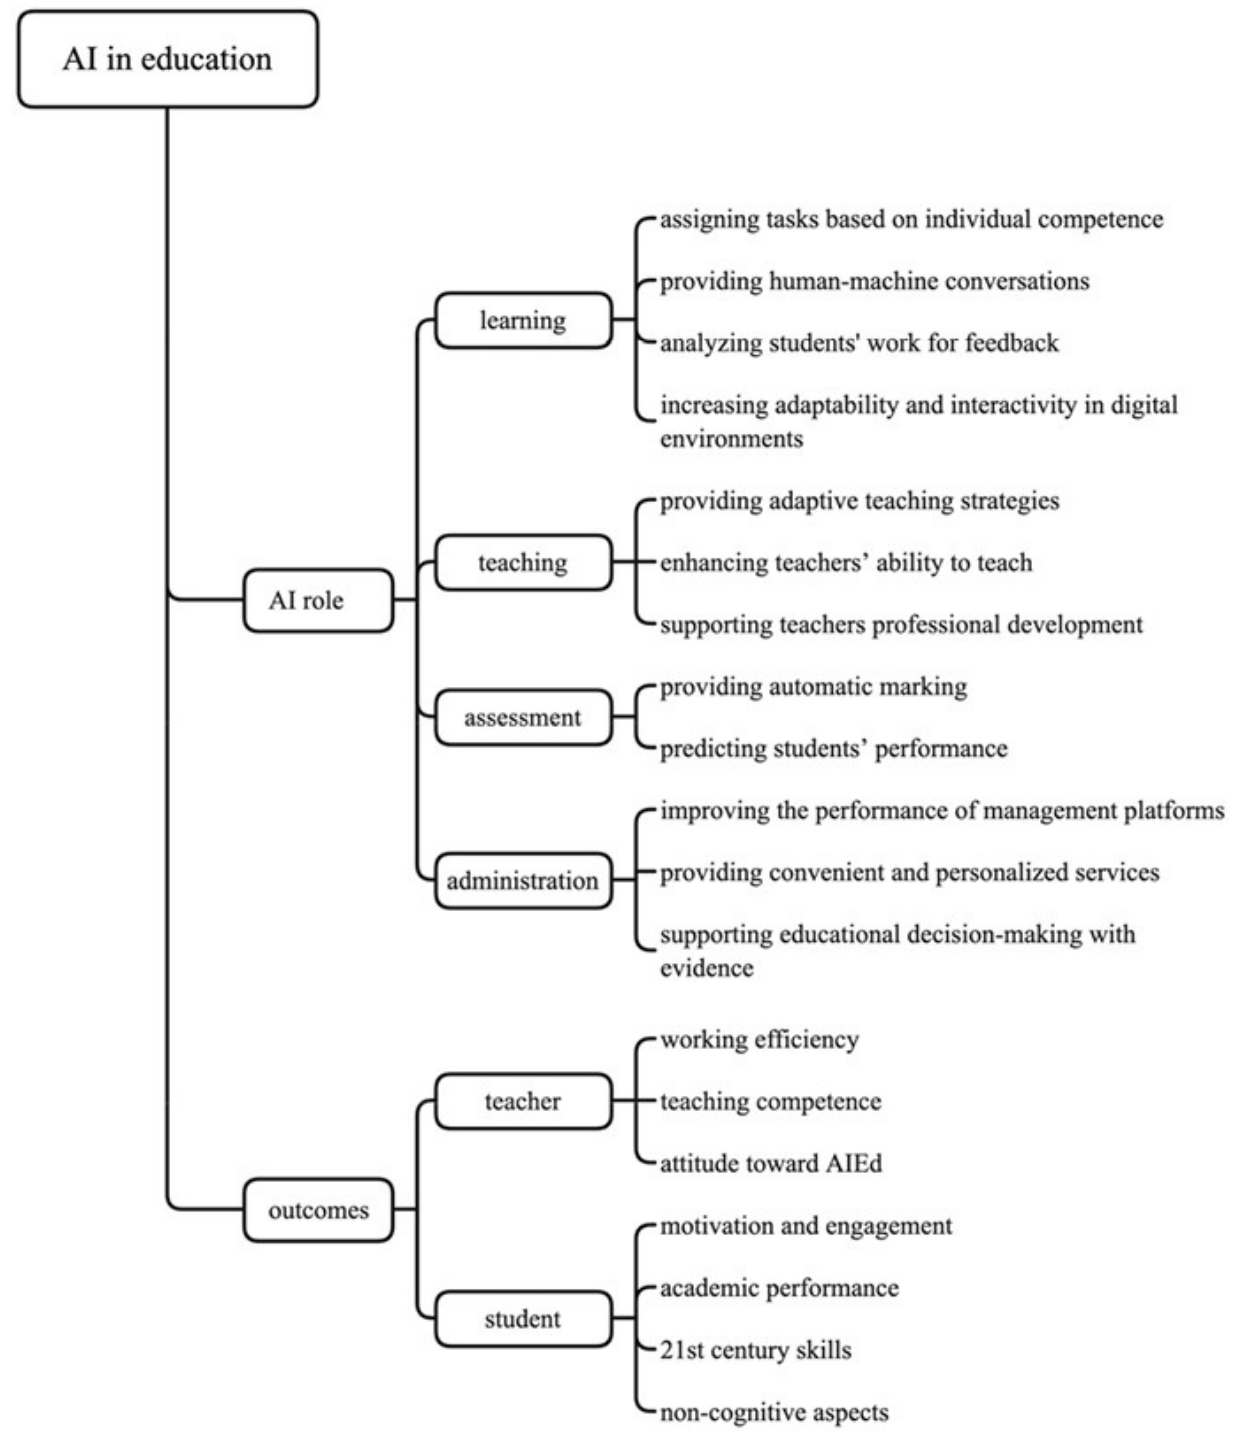 AI in education
assigning tasks based on individual competence
providing human-machine conversations
learning
analyzing students' work for feedback
increasing adaptability and interactivity in digital
environments
providing adaptive teaching strategies
teaching
enhancing teachers’ ability to teach
AI role
supporting teachers professional development
providing automatic marking
assessment
predicting students’ performance
improving the performance of management platforms
administration
providing convenient and personalized services
supporting educational decision-making with
evidence
working efficiency
teacher
teaching competence
attitude toward AIEd
outcomes
motivation and engagement
academic performance
student
21st century skills
non-cognitive aspects